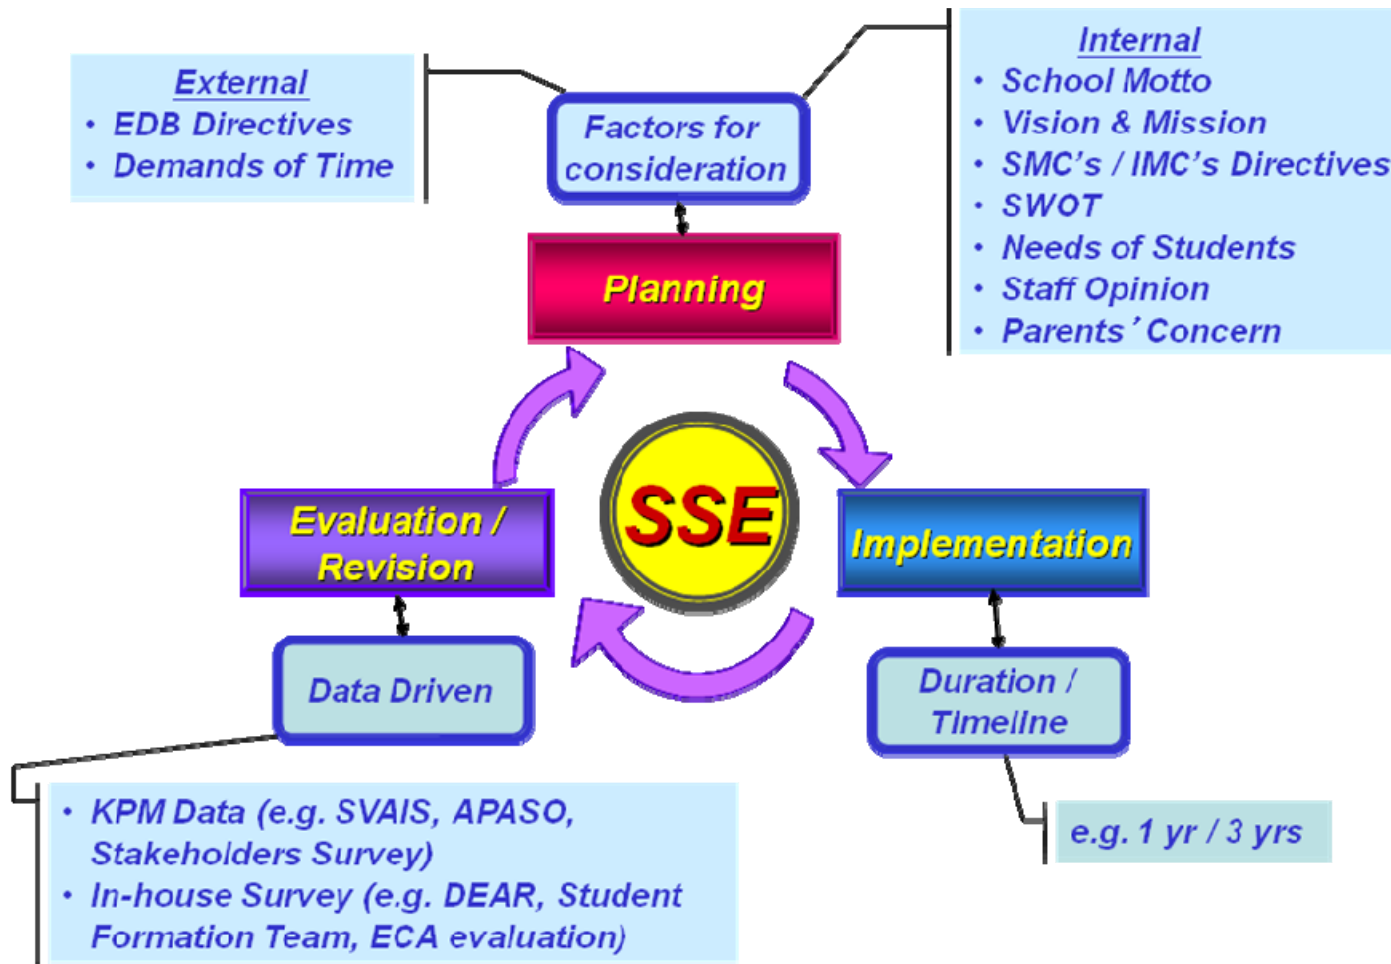 External
• EDB Directives
• Demands of Time
Factors for
consideration
Internal
• School Motto
• Vision & Mission
• SMC's / IMC's Directives
• SWOT
• Needs of Students
• Staff Opinion
• Parents' Concern
Planning
SSE
Evaluation /
Revision
Implementation
Data Driven
Duration /
Timeline
• KPM Data (e.g. SVAIS, APASO,
Stakeholders Survey)
• In-house Survey (e.g. DEAR, Student
Formation Team, ECA evaluation)
e.g. 1 yr / 3 yrs